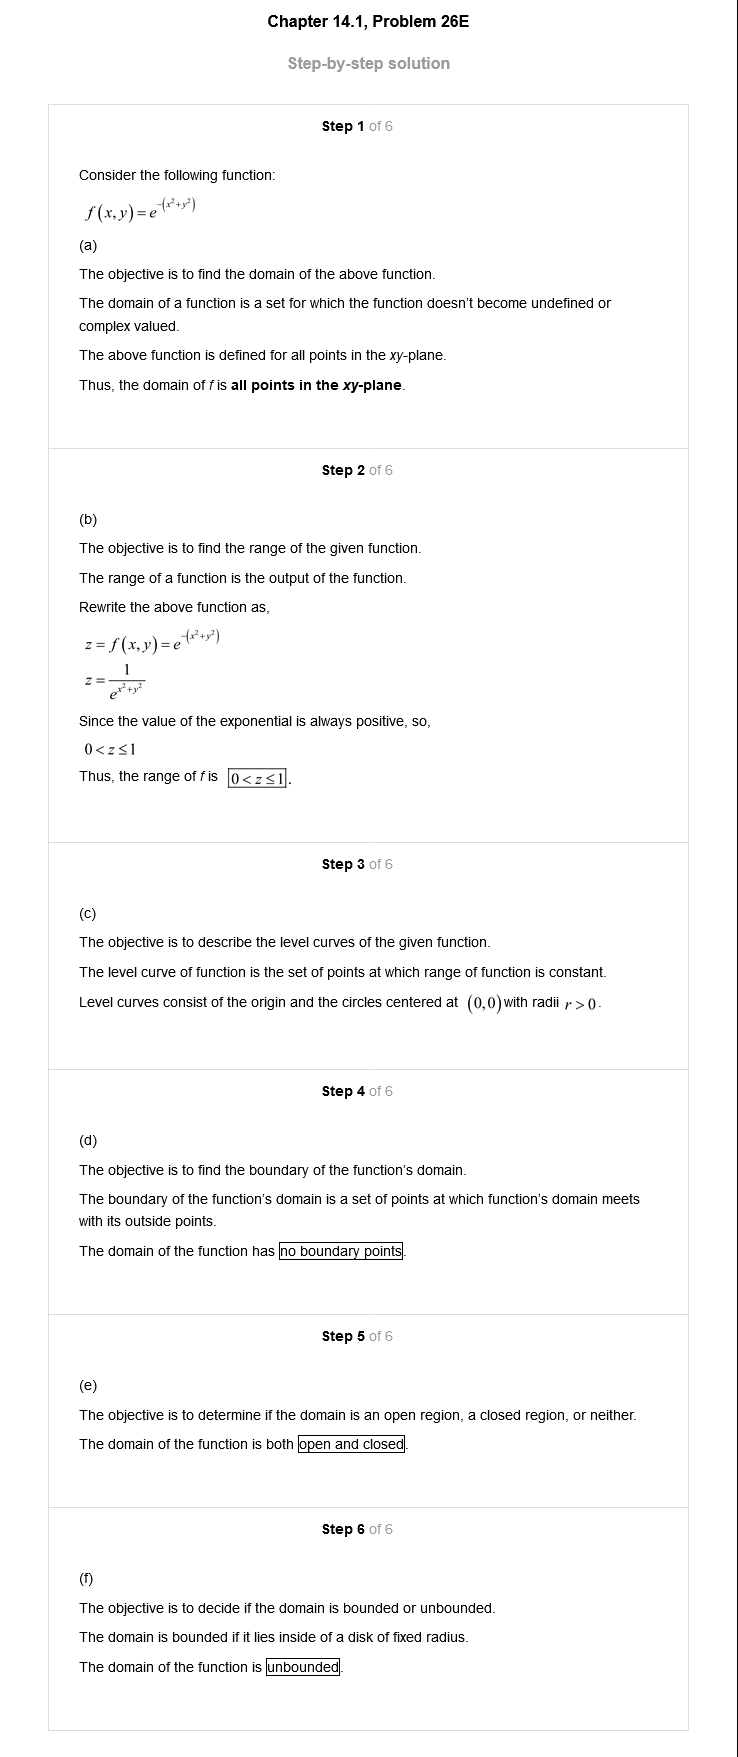 Chapter 14.1, Problem 26E
Step-by-step solution
Step 1 of 6
Consider the following function:
f(x,y)=e^{-(x²+y²)}
(a)
The objective is to find the domain of the above function.
The domain of a function is a set for which the function doesn't become undefined or
complex valued.
The above function is defined for all points in the xy-plane.
Thus, the domain of f is all points in the xy-plane.
Step 2 of 6
(b)
The objective is to find the range of the given function.
The range of a function is the output of the function.
Rewrite the above function as,
z = f(x,y)=e^{-(x²+y²)}
z = 1/e^{x²+y²}
Since the value of the exponential is always positive, so,
0 < z ≤ 1
Thus, the range of f is 0 < z ≤ 1.
Step 3 of 6
(c)
The objective is to describe the level curves of the given function.
The level curve of function is the set of points at which range of function is constant.
Level curves consist of the origin and the circles centered at (0,0) with radii r > 0.
Step 4 of 6
(d)
The objective is to find the boundary of the function's domain.
The boundary of the function's domain is a set of points at which function's domain meets
with its outside points.
The domain of the function has no boundary points.
Step 5 of 6
(e)
The objective is to determine if the domain is an open region, a closed region, or neither.
The domain of the function is both open and closed.
Step 6 of 6
(f)
The objective is to decide if the domain is bounded or unbounded.
The domain is bounded if it lies inside of a disk of fixed radius.
The domain of the function is unbounded.